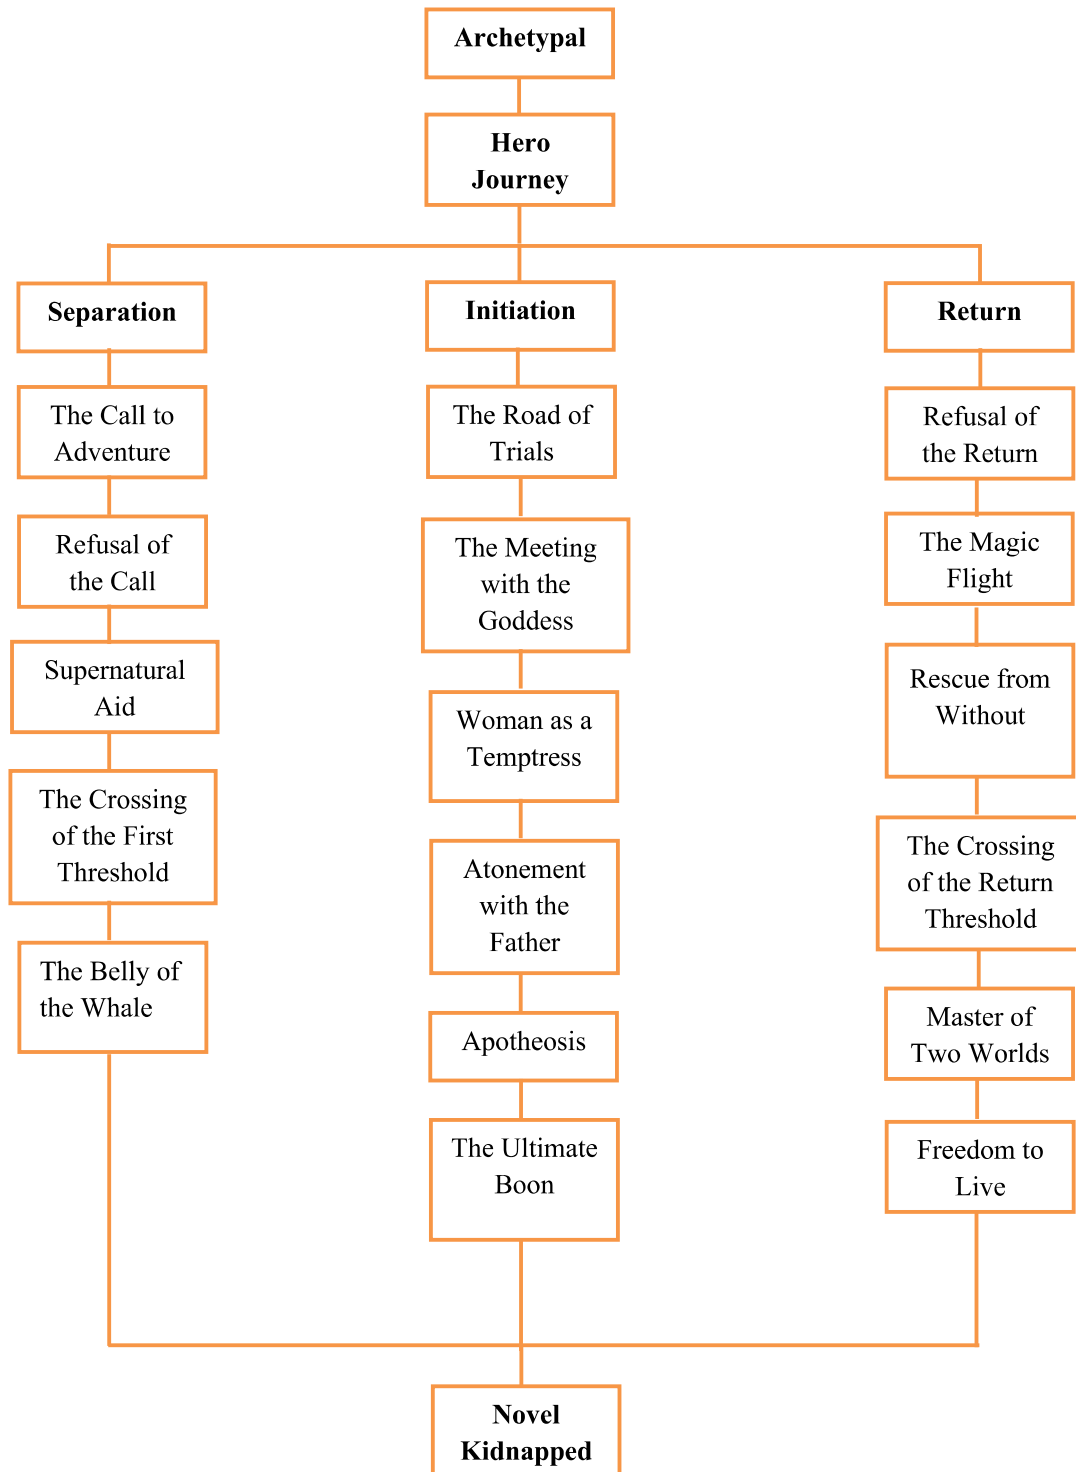 Archetypal
Hero
Journey
Separation
The Call to
Adventure
Refusal of
the Call
Supernatural
Aid
The Crossing
of the First
Threshold
The Belly of
the Whale
Initiation
The Road of
Trials
The Meeting
with the
Goddess
Woman as a
Temptress
Atonement
with the
Father
Apotheosis
The Ultimate
Boon
Return
Refusal of
the Return
The Magic
Flight
Rescue from
Without
The Crossing
of the Return
Threshold
Master of
Two Worlds
Freedom to
Live
Novel
Kidnapped